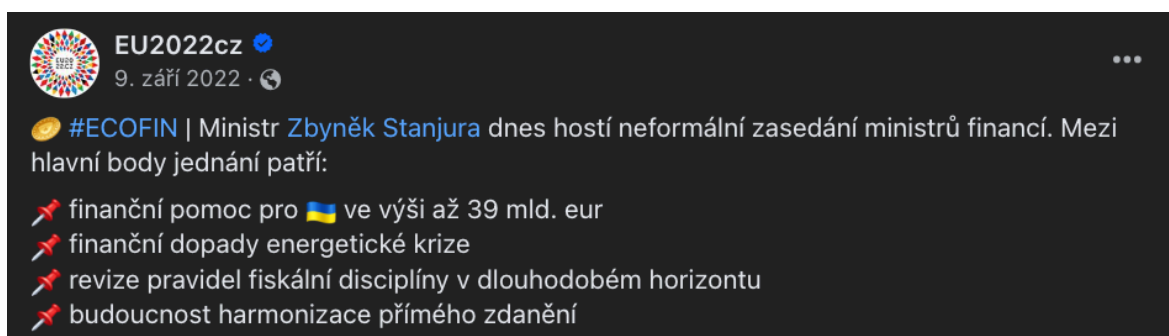 EU2022cz
9. září 2022 ·
#ECOFIN | Ministr Zbyněk Stanjura dnes hostí neformální zasedání ministrů financí. Mezi
hlavní body jednání patří:
📌 finanční pomoc pro 🇺🇦 ve výši až 39 mld. eur
📌 finanční dopady energetické krize
📌 revize pravidel fiskální disciplíny v dlouhodobém horizontu
📌 budoucnost harmonizace přímého zdanění